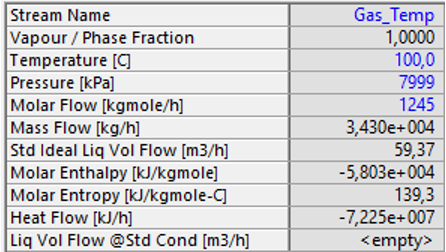 Stream Name Gas_Temp
Vapour / Phase Fraction 1,0000
Temperature [C] 100,0
Pressure [kPa] 7999
Molar Flow [kgmole/h] 1245
Mass Flow [kg/h] 3,430e+004
Std Ideal Liq Vol Flow [m3/h] 59,37
Molar Enthalpy [kJ/kgmole] -5,803e+004
Molar Entropy [kJ/kgmole-C] 139,3
Heat Flow [kJ/h] -7,225e+007
Liq Vol Flow @Std Cond [m3/h] <empty>